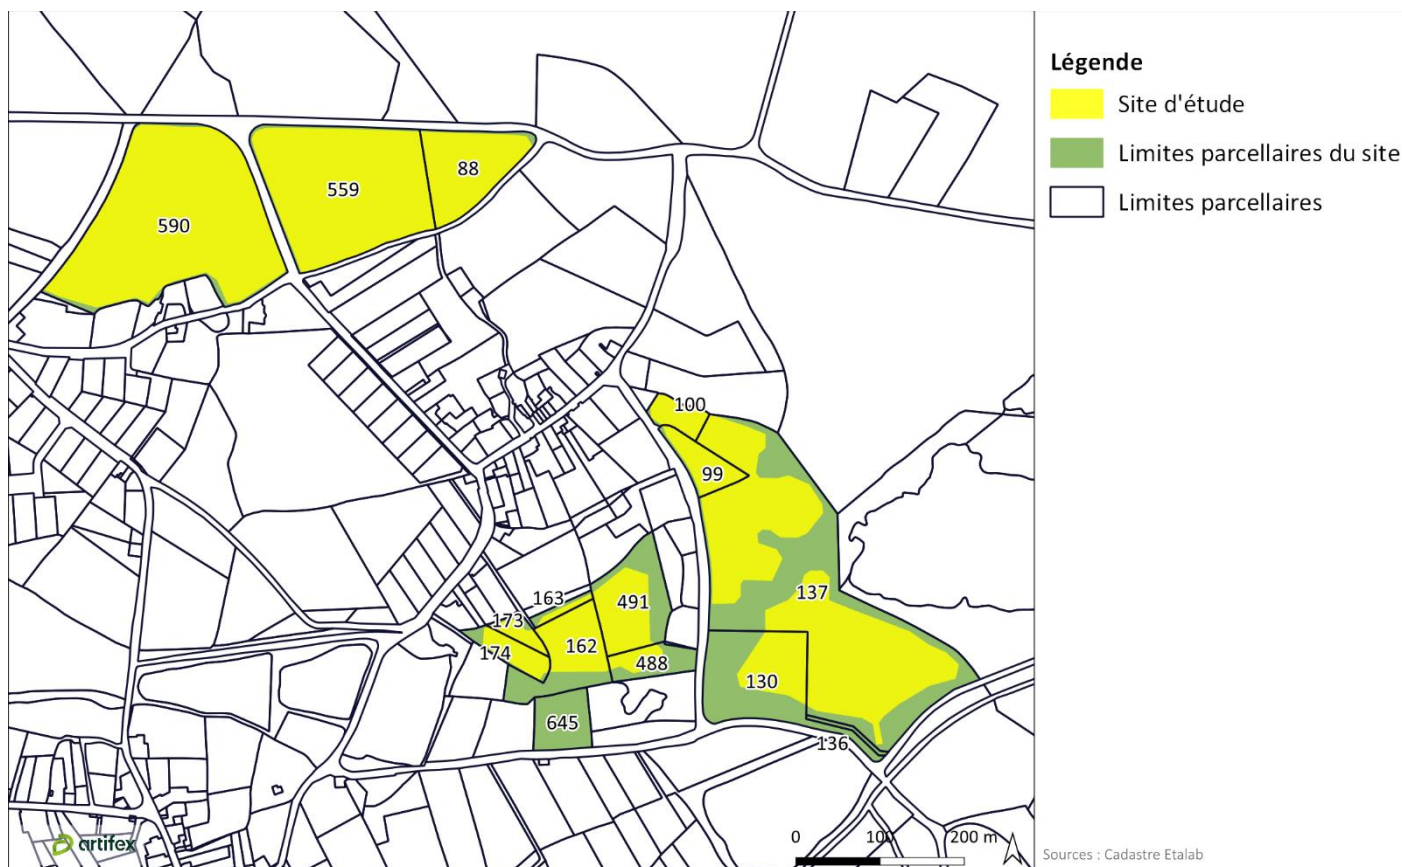 Légende
Site d'étude
Limites parcellaires du site
Limites parcellaires
88
559
590
100
99
163
491
137
173
162
174
488
130
645
136
0 100 200 m
artifex
Sources : Cadastre Etalab